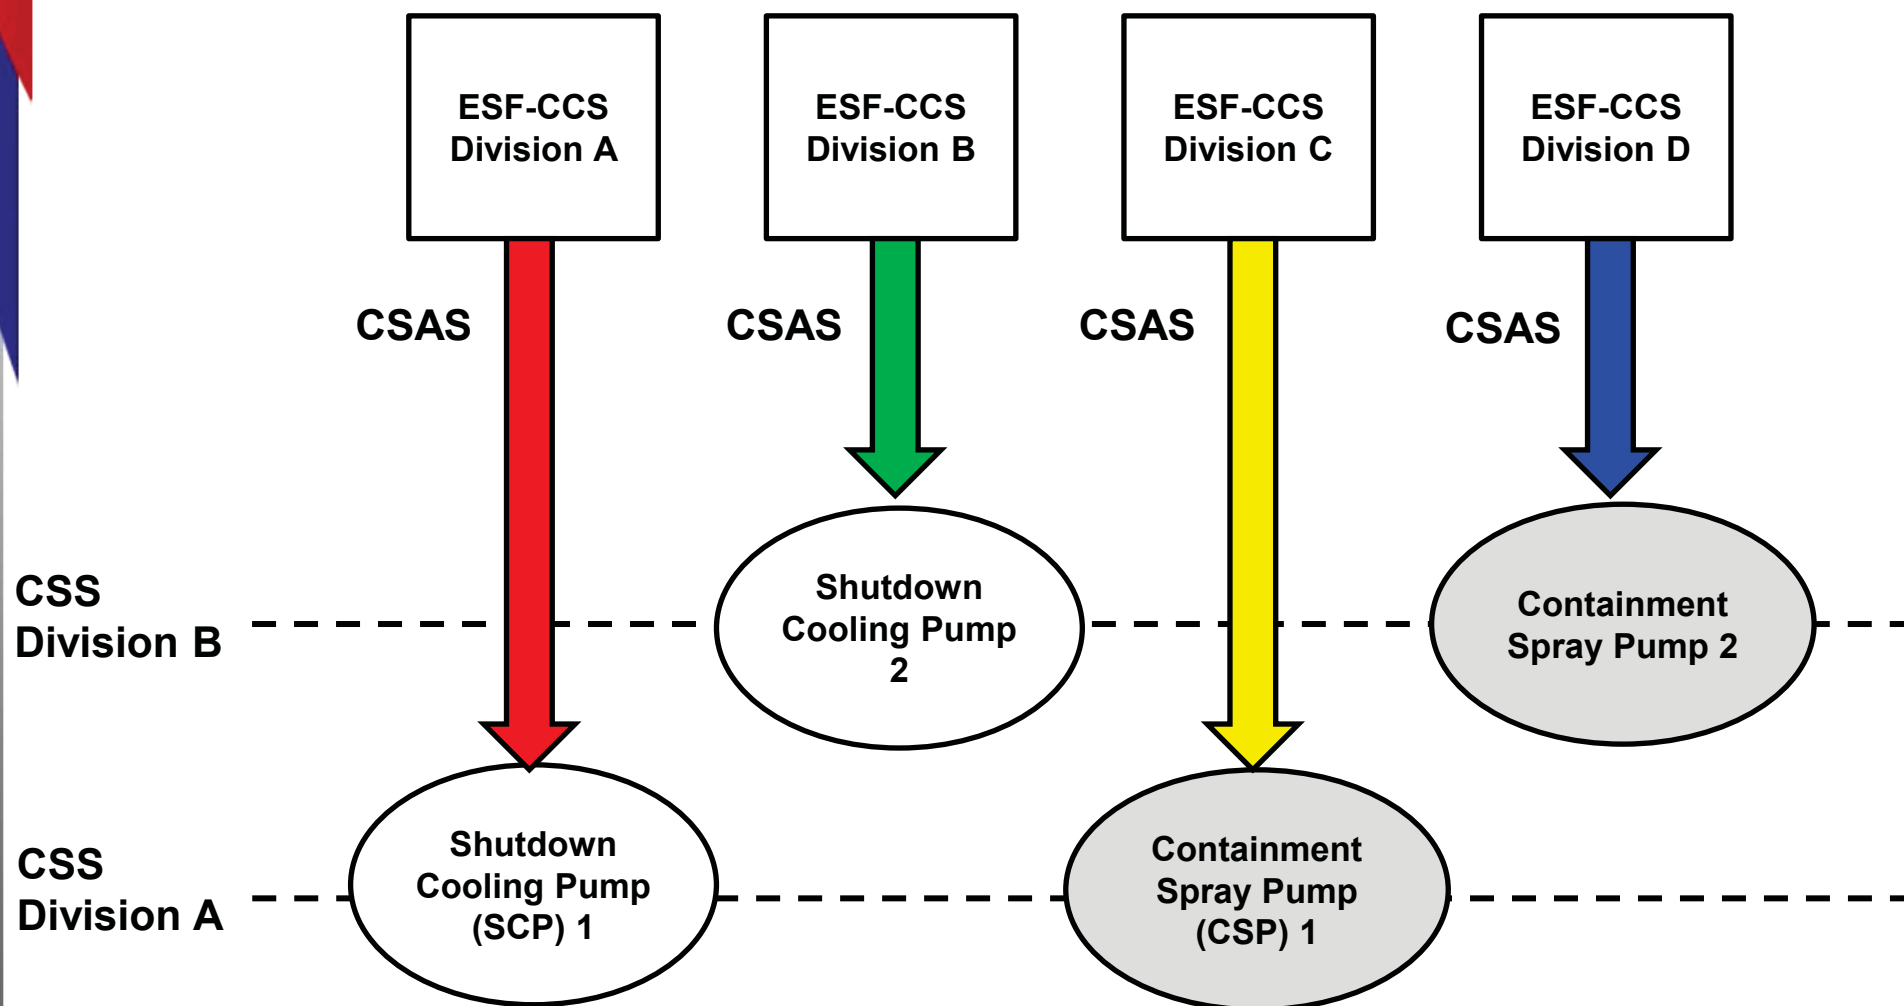 ESF-CCS
Division A
ESF-CCS
Division B
ESF-CCS
Division C
ESF-CCS
Division D
CSAS
CSAS
CSAS
CSAS
CSS
Division B
Shutdown
Cooling Pump
2
Containment
Spray Pump 2
CSS
Division A
Shutdown
Cooling Pump
(SCP) 1
Containment
Spray Pump
(CSP) 1